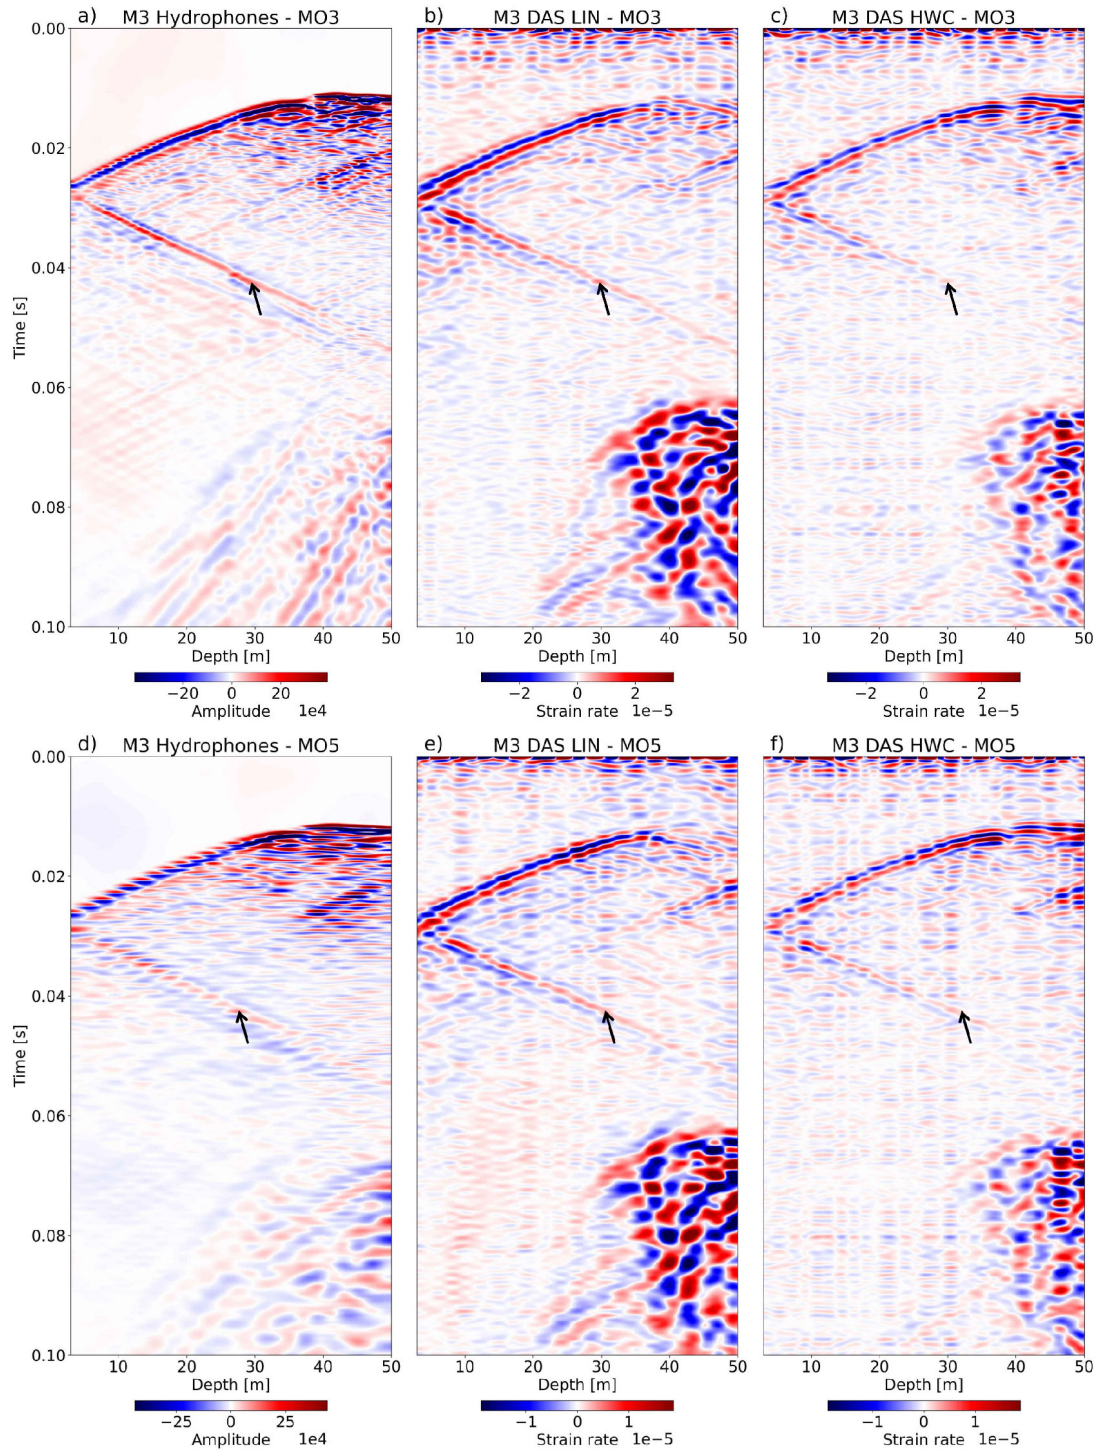 a) M3 Hydrophones - MO3
b) M3 DAS LIN - MO3
c) M3 DAS HWC - MO3
0.00
0.02
0.04
0.06
0.08
0.10
Time [s]
10 20 30 40 50
10 20 30 40 50
10 20 30 40 50
Depth [m]
Depth [m]
Depth [m]
−20 0 20
−2 0 2
−2 0 2
Amplitude 1e4
Strain rate 1e−5
Strain rate 1e−5
d) M3 Hydrophones - MO5
e) M3 DAS LIN - MO5
f) M3 DAS HWC - MO5
0.00
0.02
0.04
0.06
0.08
0.10
Time [s]
10 20 30 40 50
10 20 30 40 50
10 20 30 40 50
Depth [m]
Depth [m]
Depth [m]
−25 0 25
−1 0 1
−1 0 1
Amplitude 1e4
Strain rate 1e−5
Strain rate 1e−5